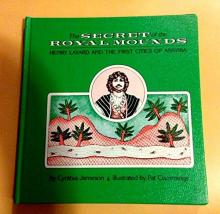 The SECRET of the
ROYAL MOUNDS
HENRY LAYARD AND THE FIRST CITIES OF ASSYRIA
by Cynthia Jameson & illustrated by Pat Cummings